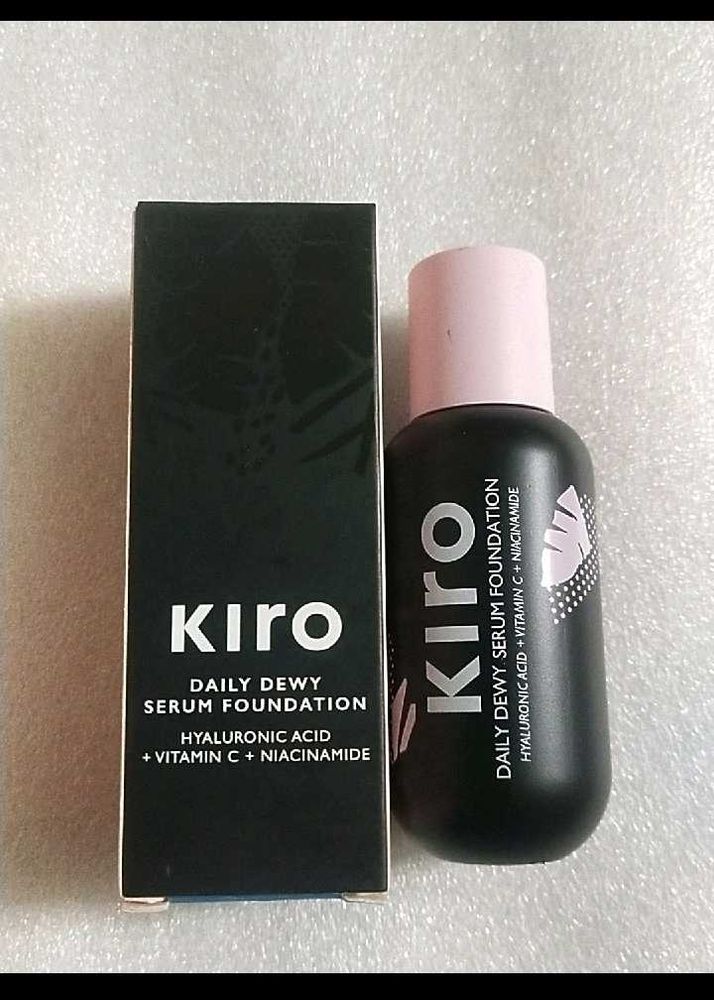 KIro
DAILY DEWY
SERUM FOUNDATION
HYALURONIC ACID
+ VITAMIN C + NIACINAMIDE
KIro
DAILY DEWY SERUM FOUNDATION
HYALURONIC ACID + VITAMIN C + NIACINAMIDE